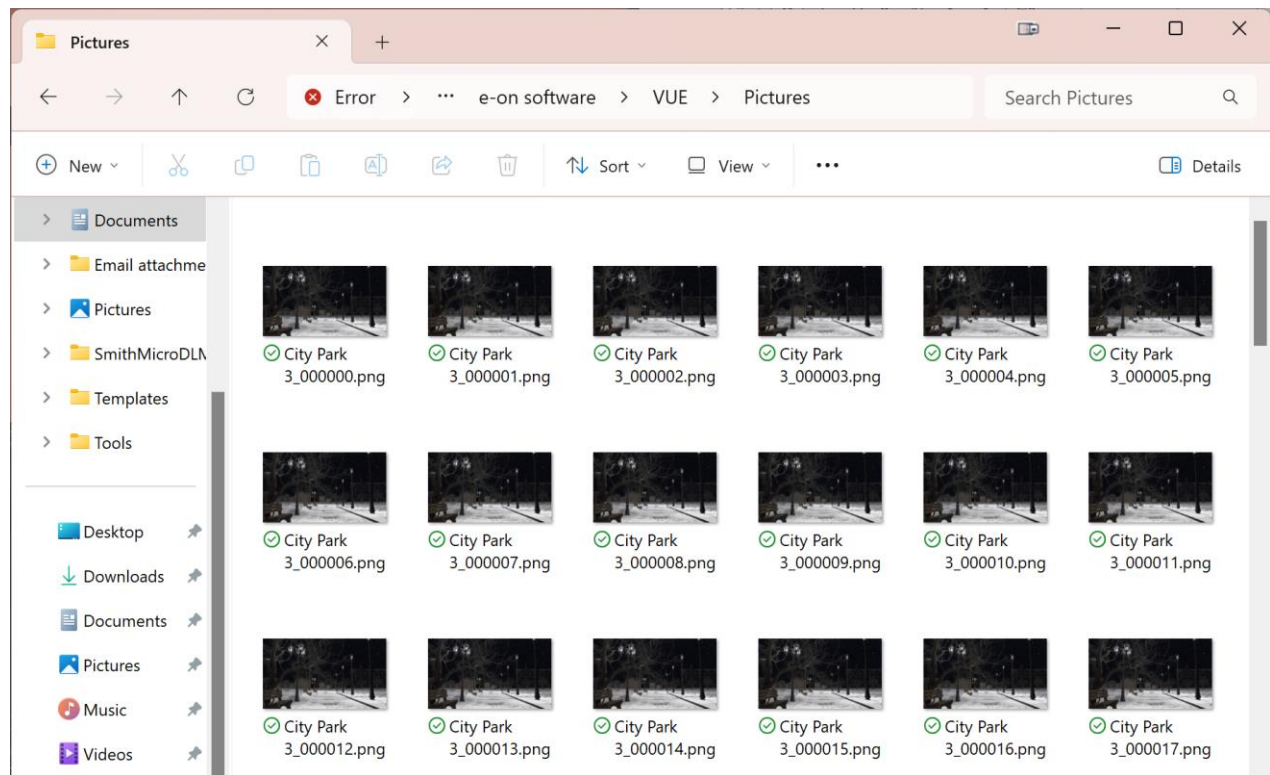 Pictures
Error > ... e-on software > VUE > Pictures
Search Pictures
New
Sort
View
...
Details
Documents
Email attachme
Pictures
SmithMicroDLM
Templates
Tools
Desktop
Downloads
Documents
Pictures
Music
Videos
City Park
3_000000.png
City Park
3_000001.png
City Park
3_000002.png
City Park
3_000003.png
City Park
3_000004.png
City Park
3_000005.png
City Park
3_000006.png
City Park
3_000007.png
City Park
3_000008.png
City Park
3_000009.png
City Park
3_000010.png
City Park
3_000011.png
City Park
3_000012.png
City Park
3_000013.png
City Park
3_000014.png
City Park
3_000015.png
City Park
3_000016.png
City Park
3_000017.png